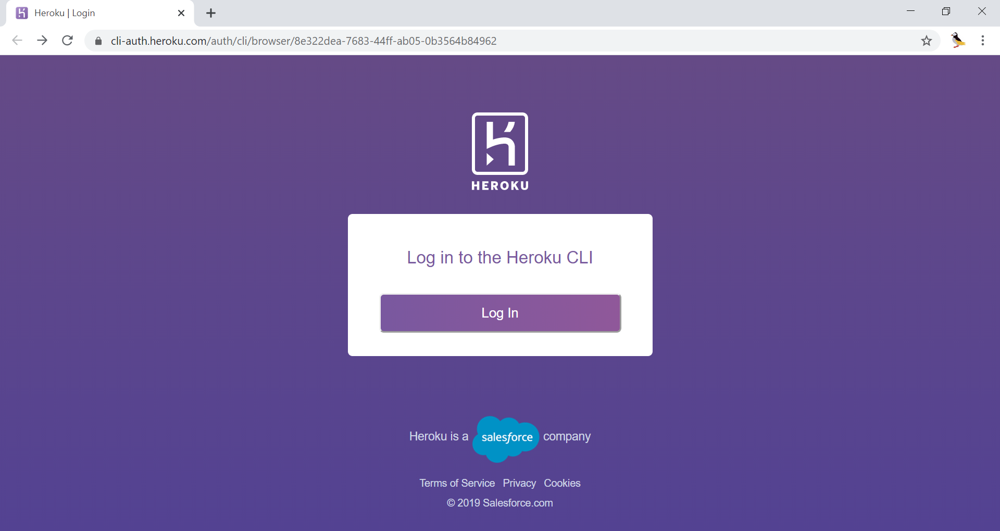 Heroku | Login
cli-auth.heroku.com/auth/cli/browser/8e322dea-7683-44ff-ab05-0b3564b84962
HEROKU
Log in to the Heroku CLI
Log In
Heroku is a salesforce company
Terms of Service Privacy Cookies
© 2019 Salesforce.com